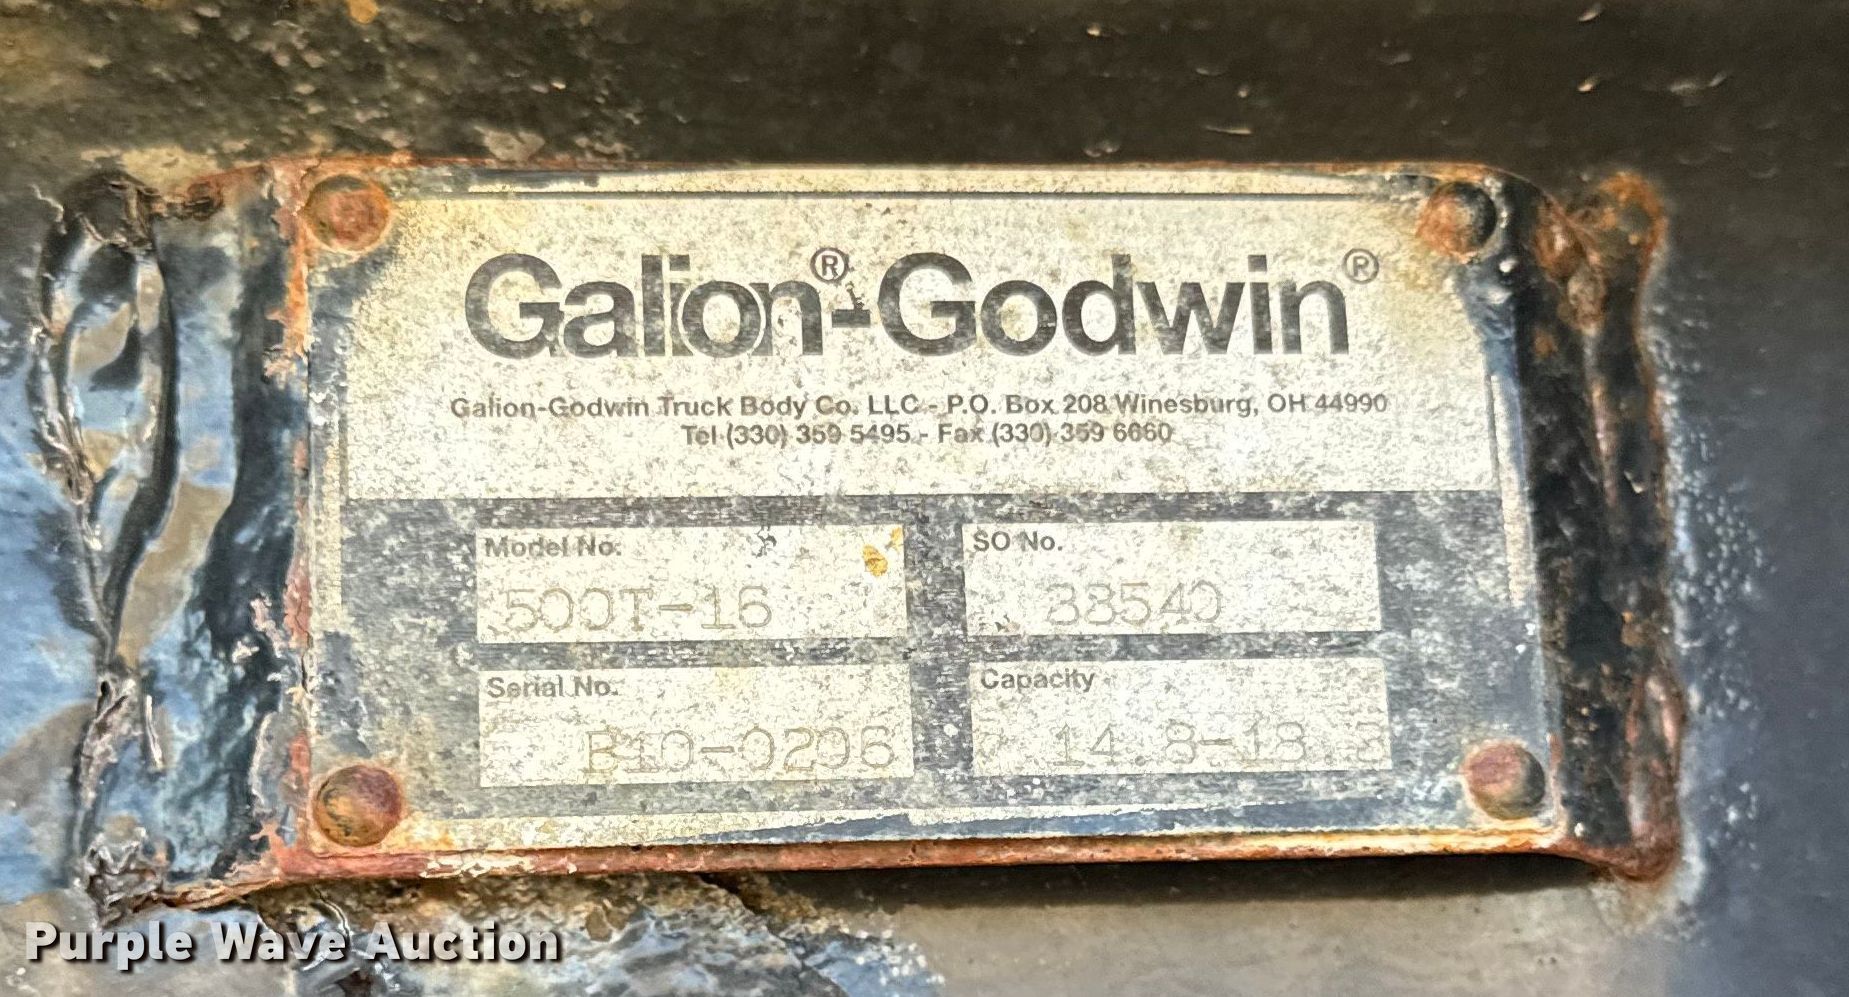 Galion®-Godwin®
Galion-Godwin Truck Body Co. LLC - P.O. Box 208 Winesburg, OH 44990
Tel (330) 359 5495 - Fax (330) 359 6660
Model No.
500T-16
SO No.
38540
Serial No.
B10-0206
Capacity
14.8-18.3
Purple Wave Auction